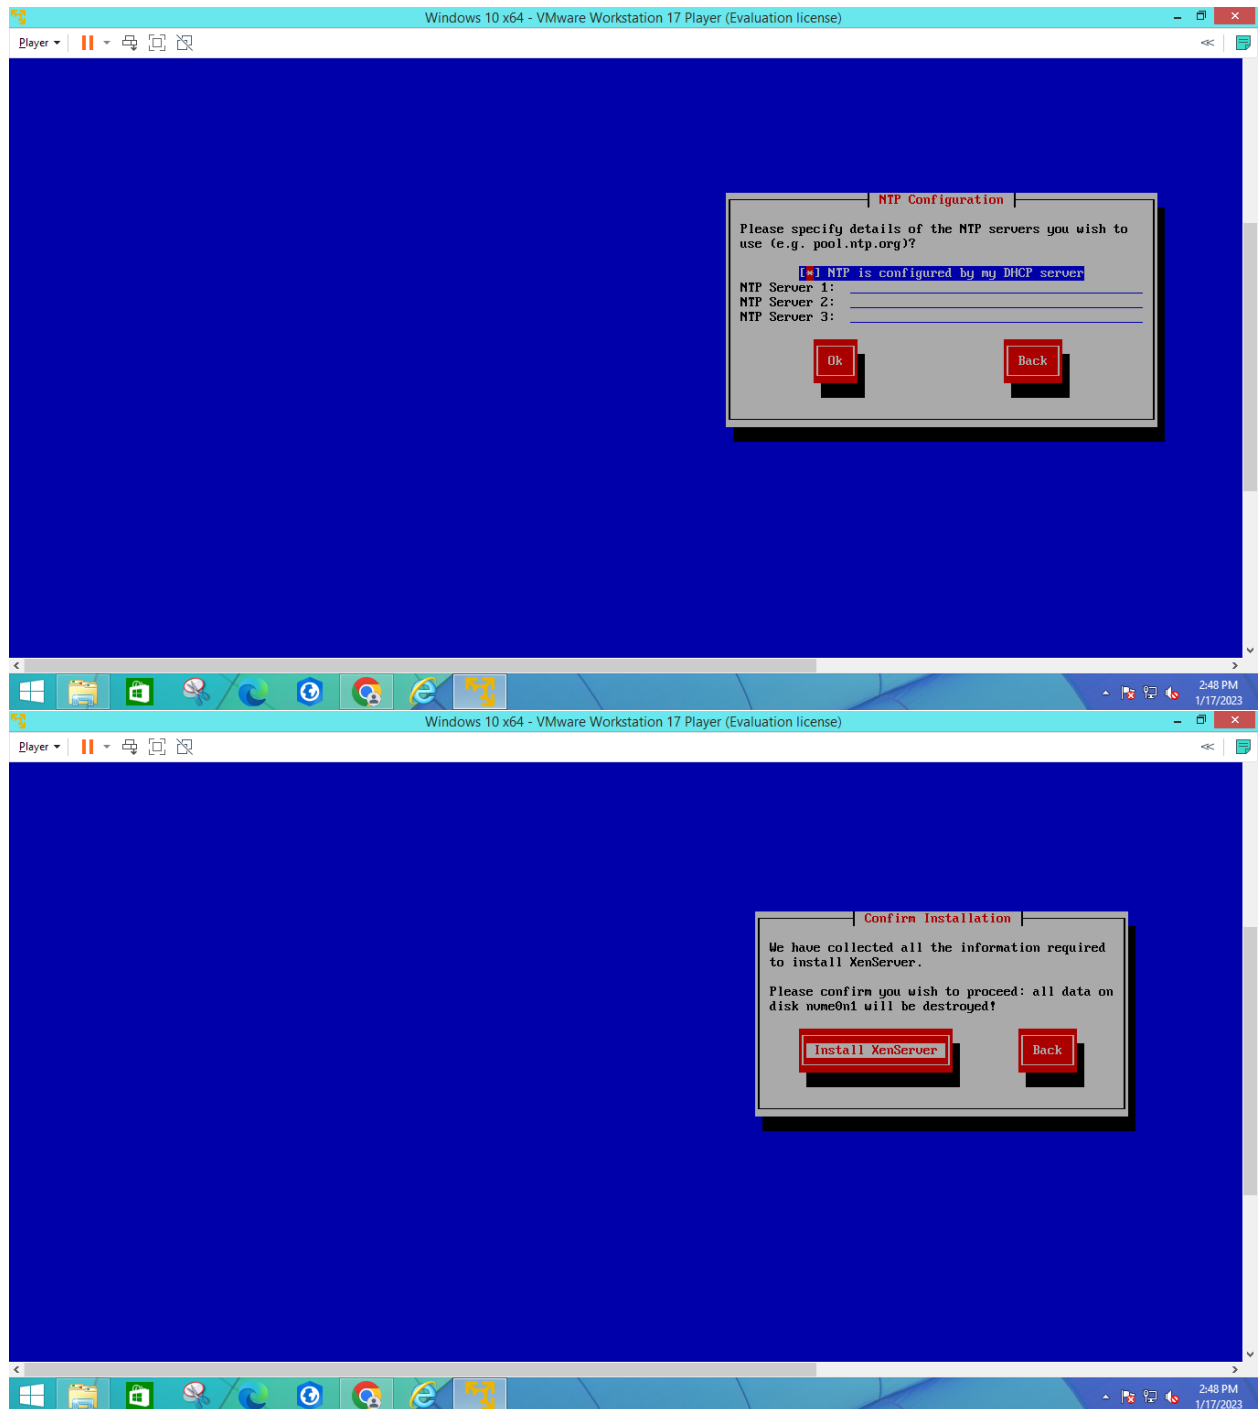 Windows 10 x64 - VMware Workstation 17 Player (Evaluation license)
Player
NTP Configuration
Please specify details of the NTP servers you wish to
use (e.g. pool.ntp.org)?
[*] NTP is configured by my DHCP server
NTP Server 1:
NTP Server 2:
NTP Server 3:
Ok Back
2:48 PM
1/17/2023
Windows 10 x64 - VMware Workstation 17 Player (Evaluation license)
Player
Confirm Installation
We have collected all the information required
to install XenServer.
Please confirm you wish to proceed: all data on
disk nvme0n1 will be destroyed!
Install XenServer Back
2:48 PM
1/17/2023